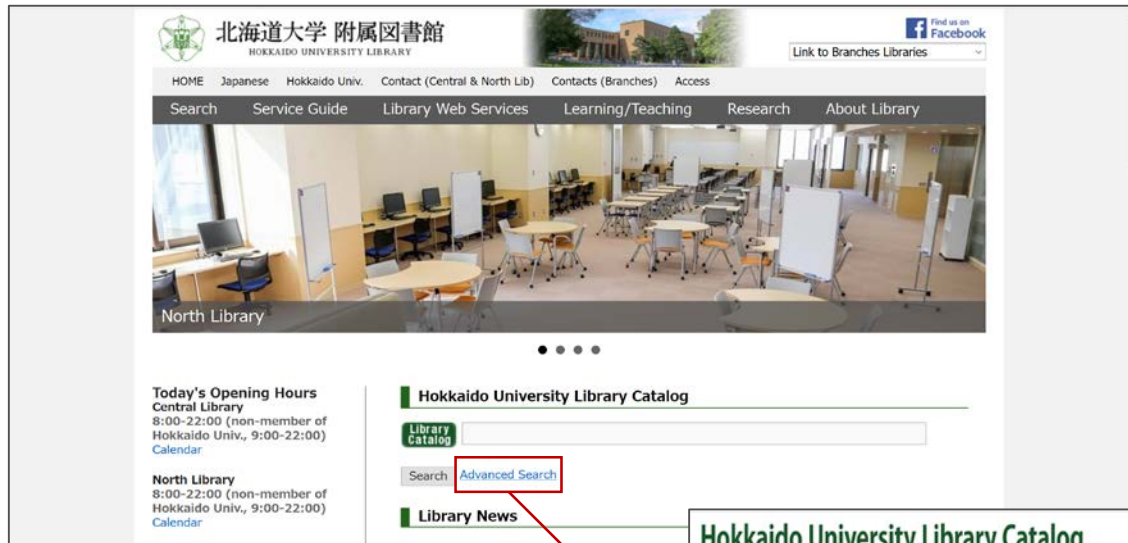 北海道大学 附属図書館
HOKKAIDO UNIVERSITY LIBRARY
Find us on
Facebook
Link to Branches Libraries
HOME Japanese Hokkaido Univ. Contact (Central & North Lib) Contacts (Branches) Access
Search Service Guide Library Web Services Learning/Teaching Research About Library
North Library
Today's Opening Hours
Central Library
8:00-22:00 (non-member of
Hokkaido Univ., 9:00-22:00)
Calendar
North Library
8:00-22:00 (non-member of
Hokkaido Univ., 9:00-22:00)
Calendar
Hokkaido University Library Catalog
Library
Catalog
Search Advanced Search
Library News
Hokkaido University Library Catalog